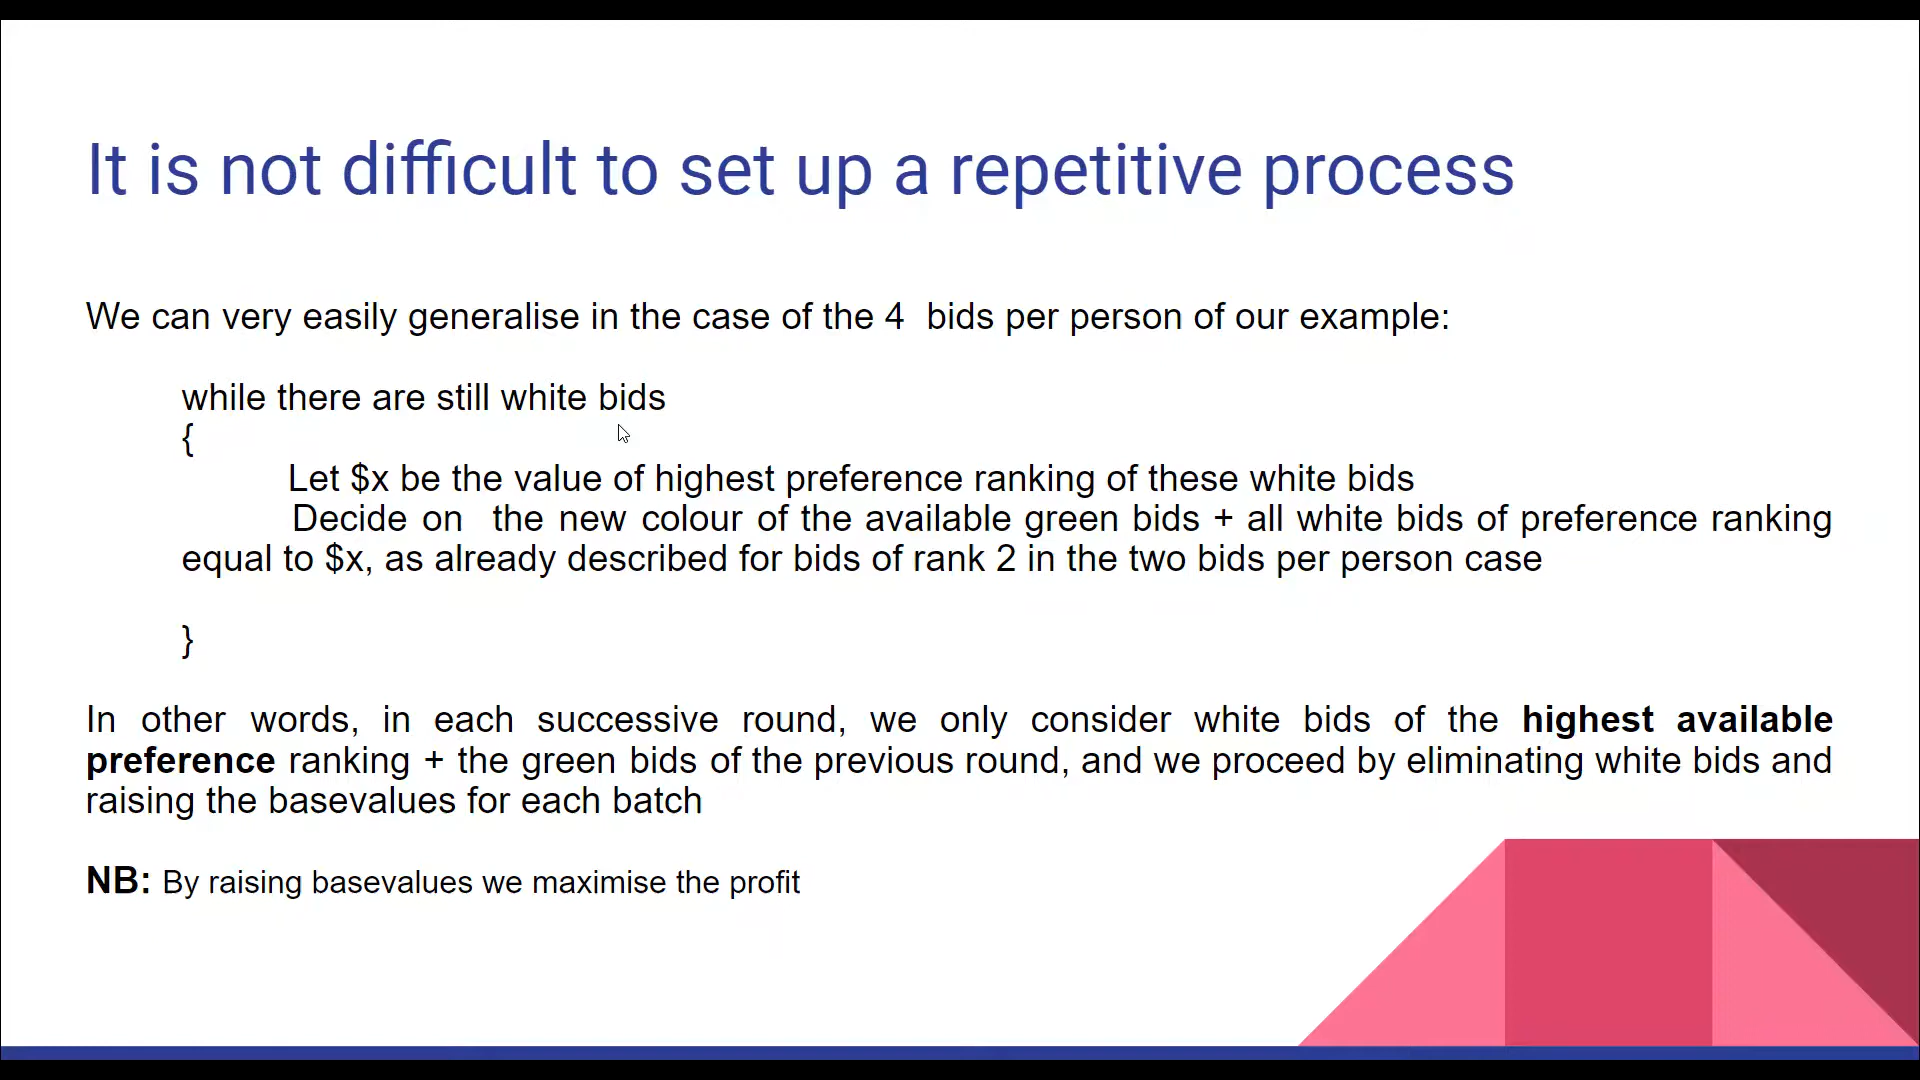 It is not difficult to set up a repetitive process
We can very easily generalise in the case of the 4 bids per person of our example:
while there are still white bids
{
Let $x be the value of highest preference ranking of these white bids
Decide on the new colour of the available green bids + all white bids of preference ranking
equal to $x, as already described for bids of rank 2 in the two bids per person case
}
In other words, in each successive round, we only consider white bids of the highest available
preference ranking + the green bids of the previous round, and we proceed by eliminating white bids and
raising the basevalues for each batch
NB: By raising basevalues we maximise the profit